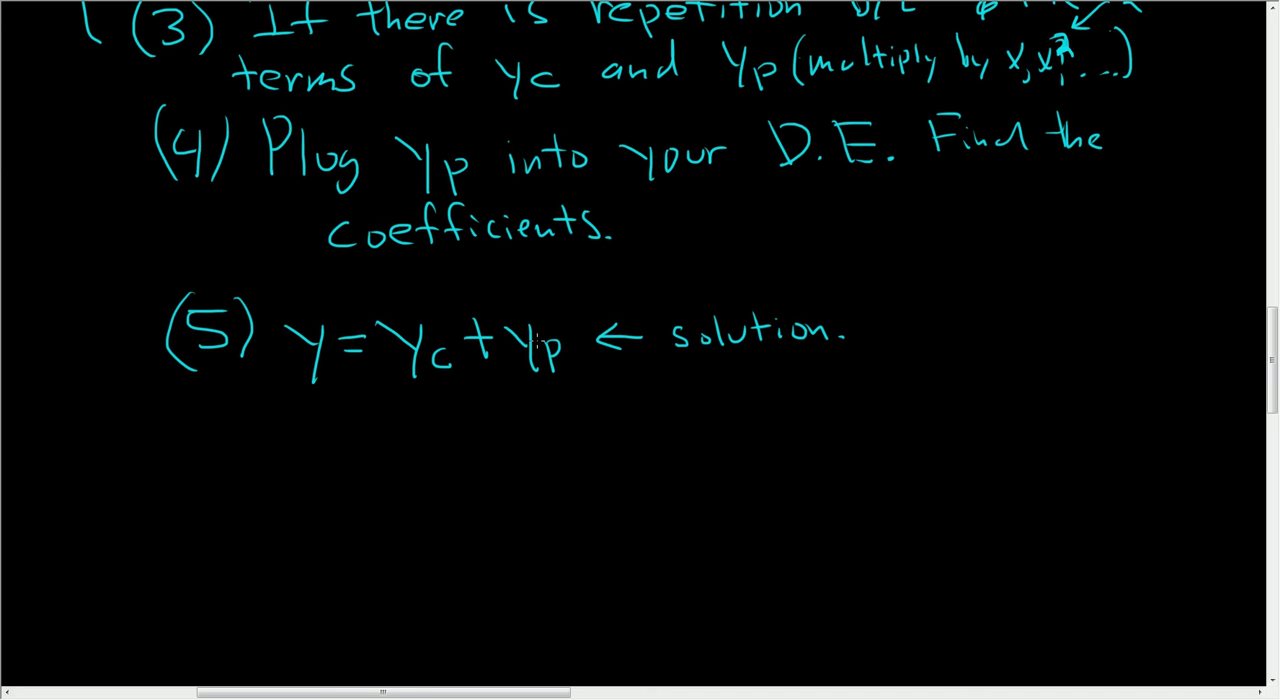 (3) If there is repetition b/t
terms of yc and yp (multiply by x, x², ...)
(4) Plug yp into your D.E. Find the
coefficients.
(5) y = yc + yp ← solution.